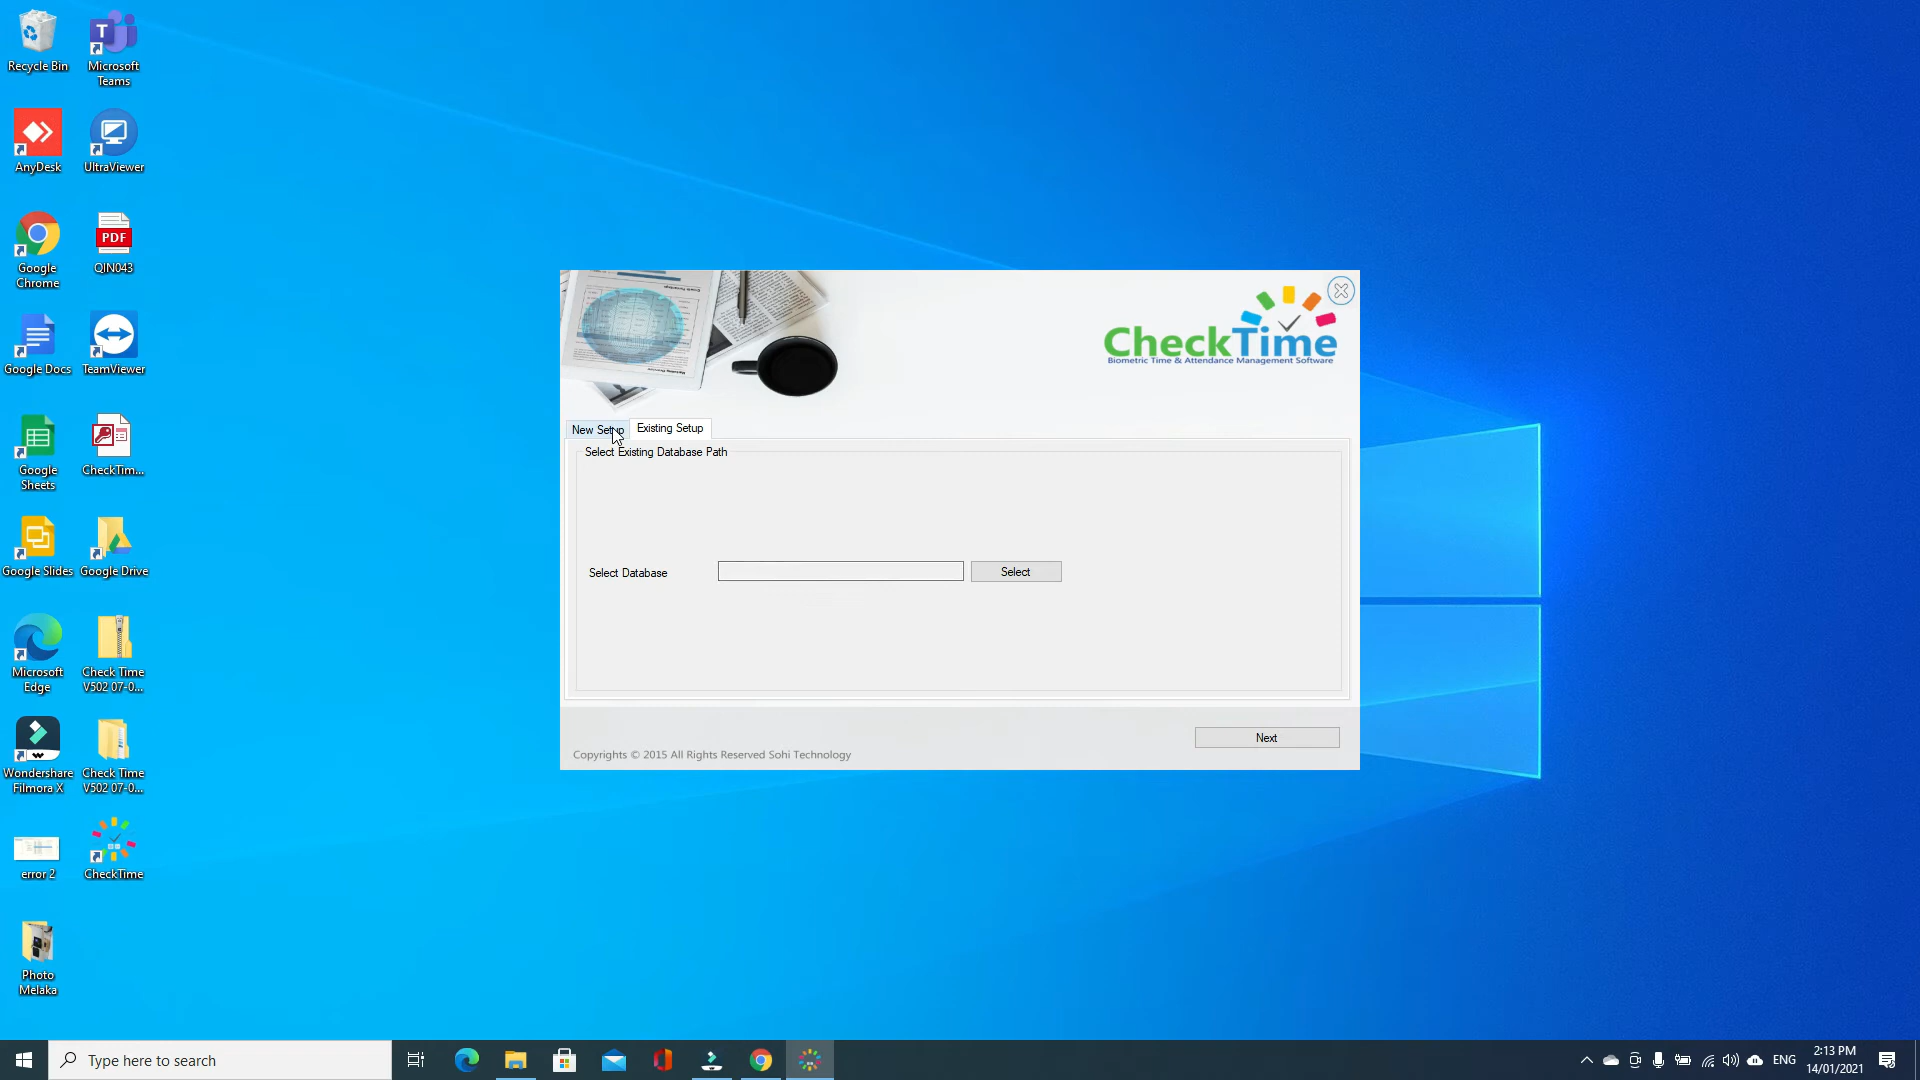 Recycle Bin
Microsoft
Teams
AnyDesk
UltraViewer
Google
Chrome
PDF
QIN043
Google Docs
TeamViewer
Google
Sheets
CheckTim...
Google Slides
Google Drive
Microsoft
Edge
Check Time
V502 07-0...
Wondershare
Filmora X
Check Time
V502 07-0...
error 2
CheckTime
Photo
Melaka
CheckTime
Biometric Time & Attendance Management Software
New Setup
Existing Setup
Select Existing Database Path
Select Database
Select
Next
Copyrights © 2015 All Rights Reserved Sohi Technology
Type here to search
ENG
2:13 PM
14/01/2021